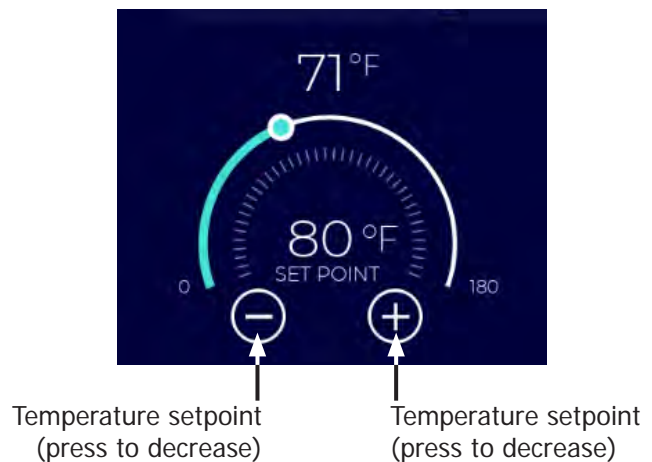 71°F
80 °F
SET POINT
0
180
−
+
Temperature setpoint
(press to decrease)
Temperature setpoint
(press to decrease)